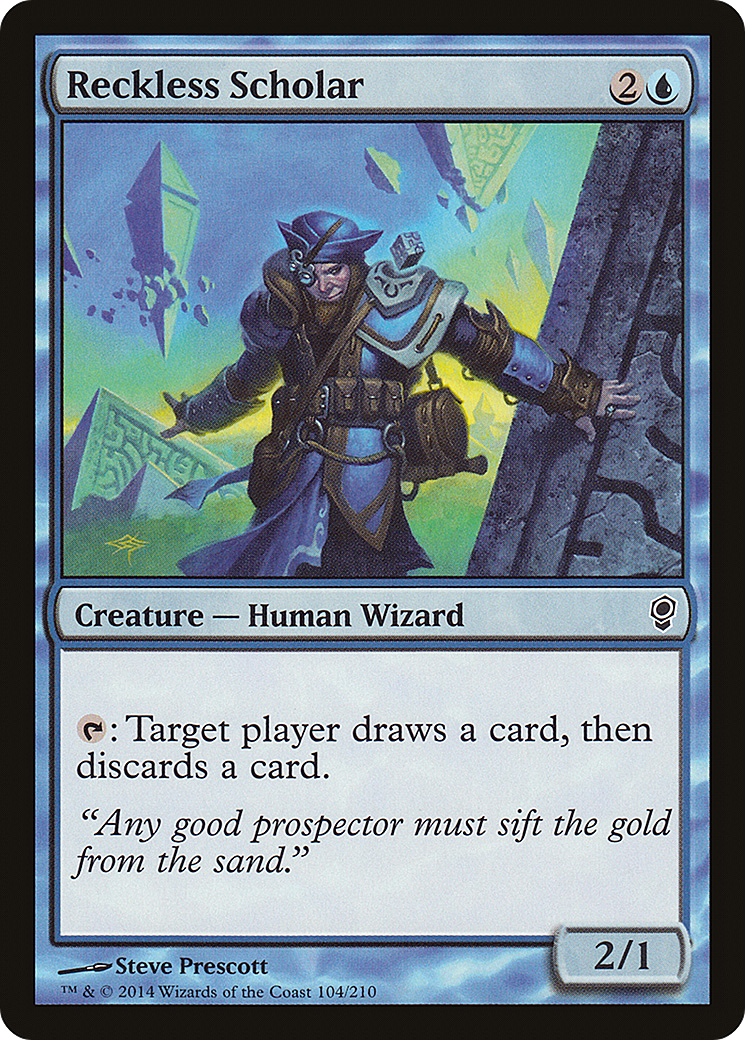 Reckless Scholar 2
Creature — Human Wizard
: Target player draws a card, then
discards a card.
“Any good prospector must sift the gold
from the sand.”
2/1
Steve Prescott
™ & © 2014 Wizards of the Coast 104/210